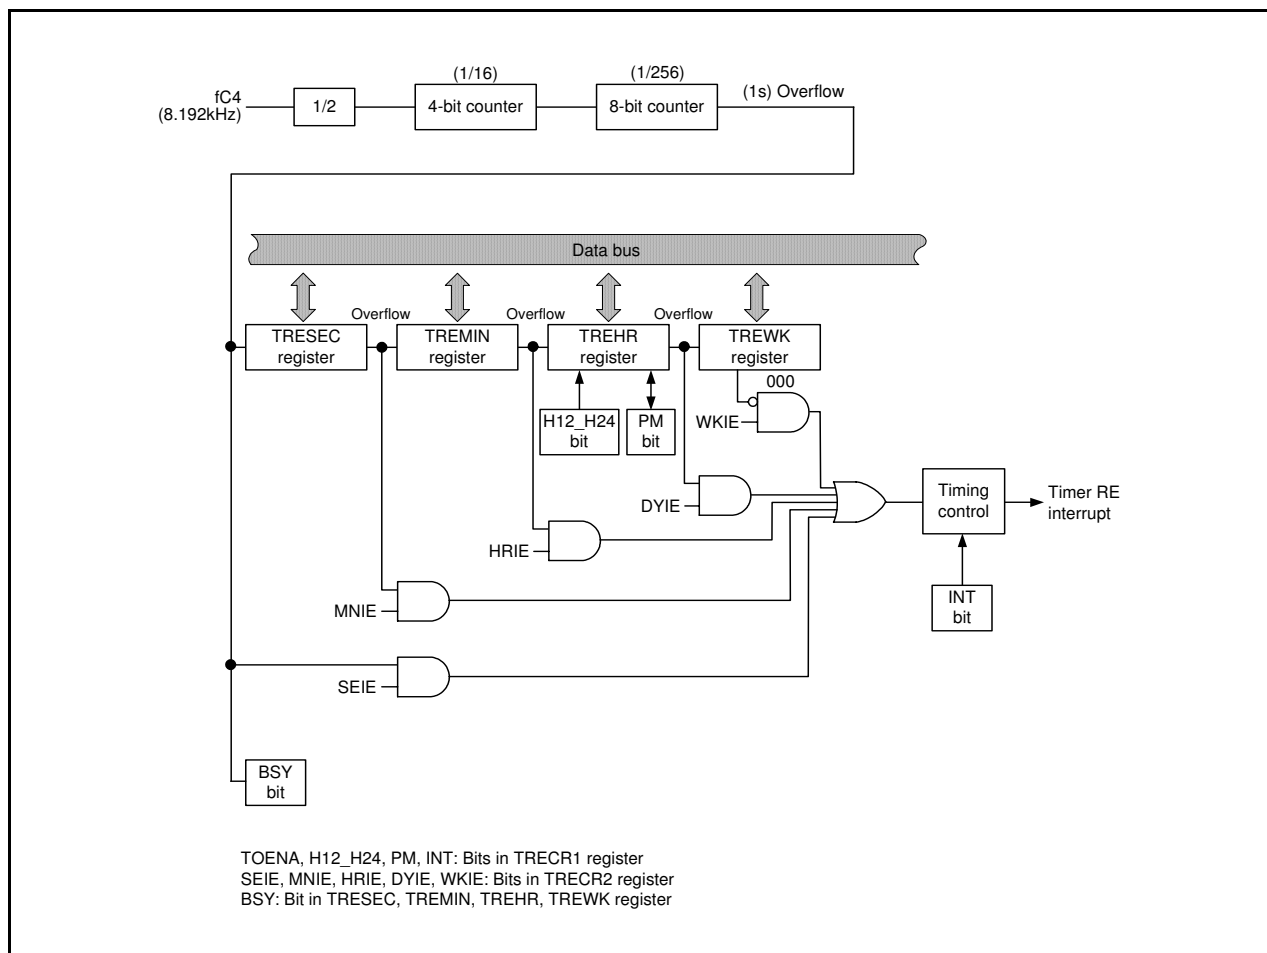 (1/16)
(1/256)
fC4
(8.192kHz)
1/2
4-bit counter
8-bit counter
(1s) Overflow
Data bus
Overflow
Overflow
Overflow
TRESEC
register
TREMIN
register
TREHR
register
TREWK
register
000
H12_H24
bit
PM
bit
WKIE
DYIE
HRIE
MNIE
SEIE
Timing
control
Timer RE
interrupt
INT
bit
BSY
bit
TOENA, H12_H24, PM, INT: Bits in TRECR1 register
SEIE, MNIE, HRIE, DYIE, WKIE: Bits in TRECR2 register
BSY: Bit in TRESEC, TREMIN, TREHR, TREWK register